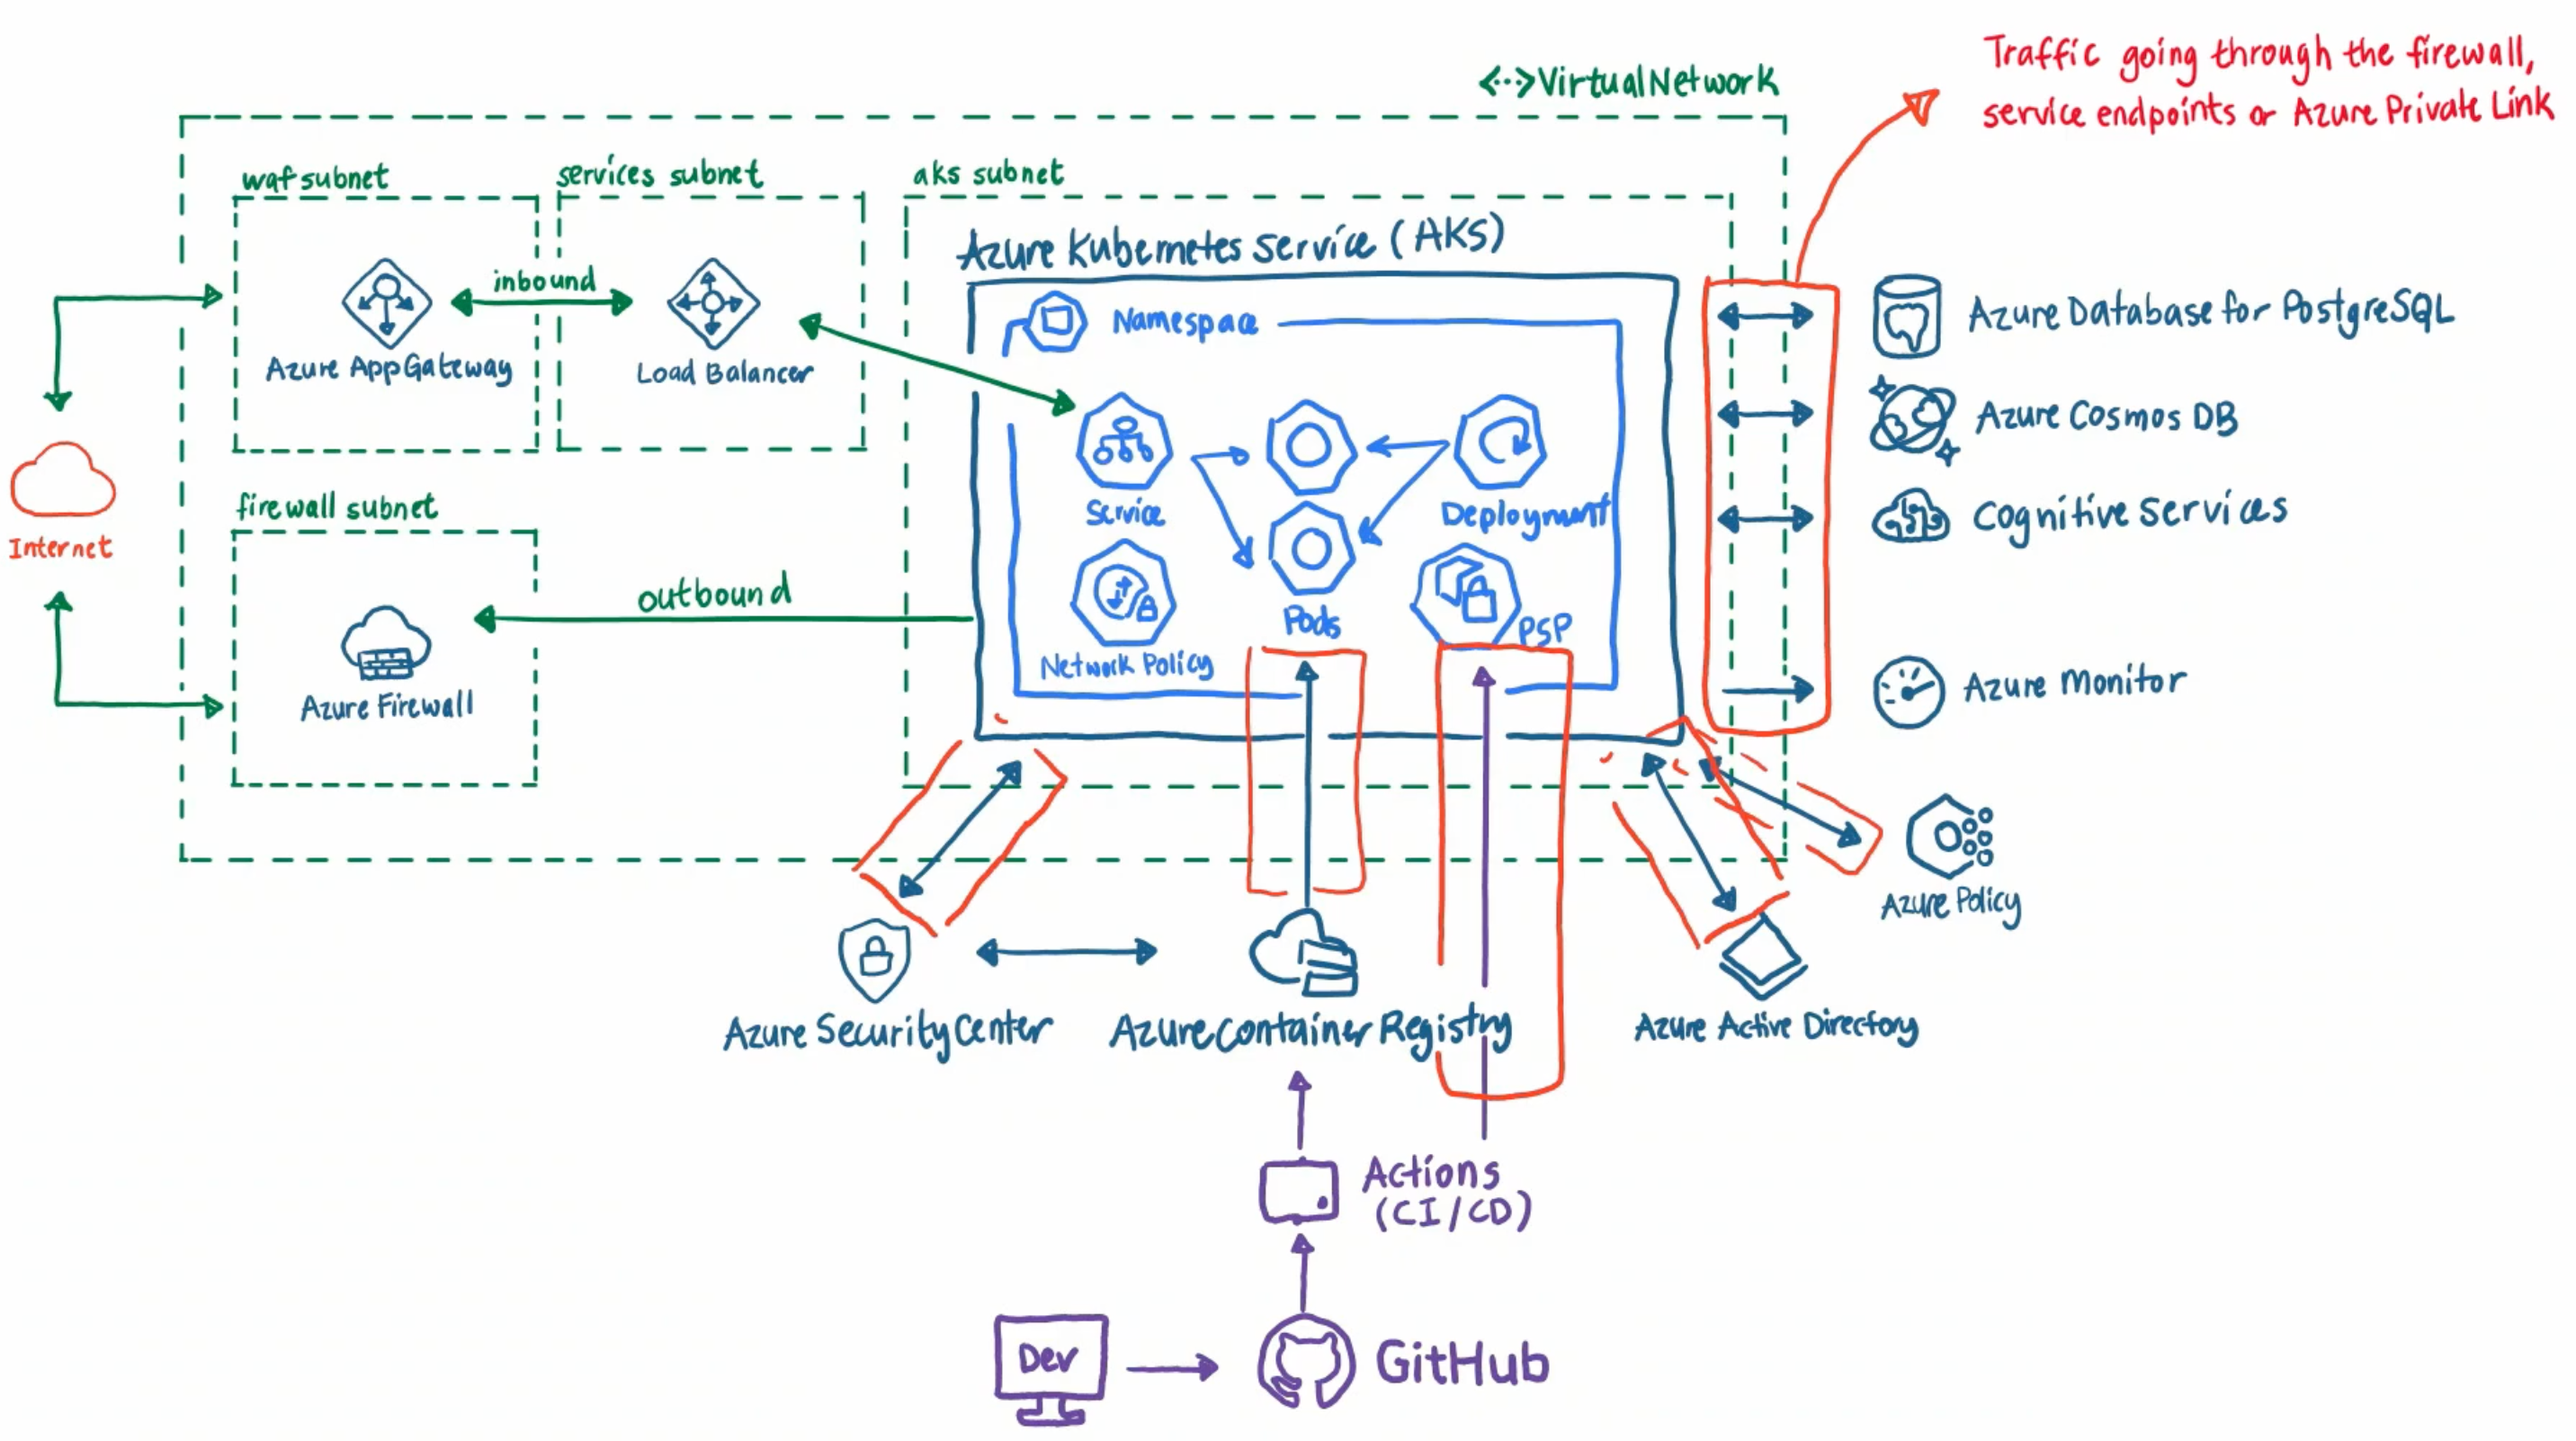 Traffic going through the firewall,
service endpoints or Azure Private Link
<··>VirtualNetwork
waf subnet
services subnet
aks subnet
Azure Kubernetes Service (AKS)
inbound
Azure AppGateway
Load Balancer
Namespace
Azure Database for PostgreSQL
Azure Cosmos DB
Cognitive Services
Service
Deployment
firewall subnet
Internet
outbound
Pods
PSP
Network Policy
Azure Firewall
Azure Monitor
Azure Policy
Azure Security Center
Azure Container Registry
Azure Active Directory
Actions
(CI/CD)
Dev
GitHub